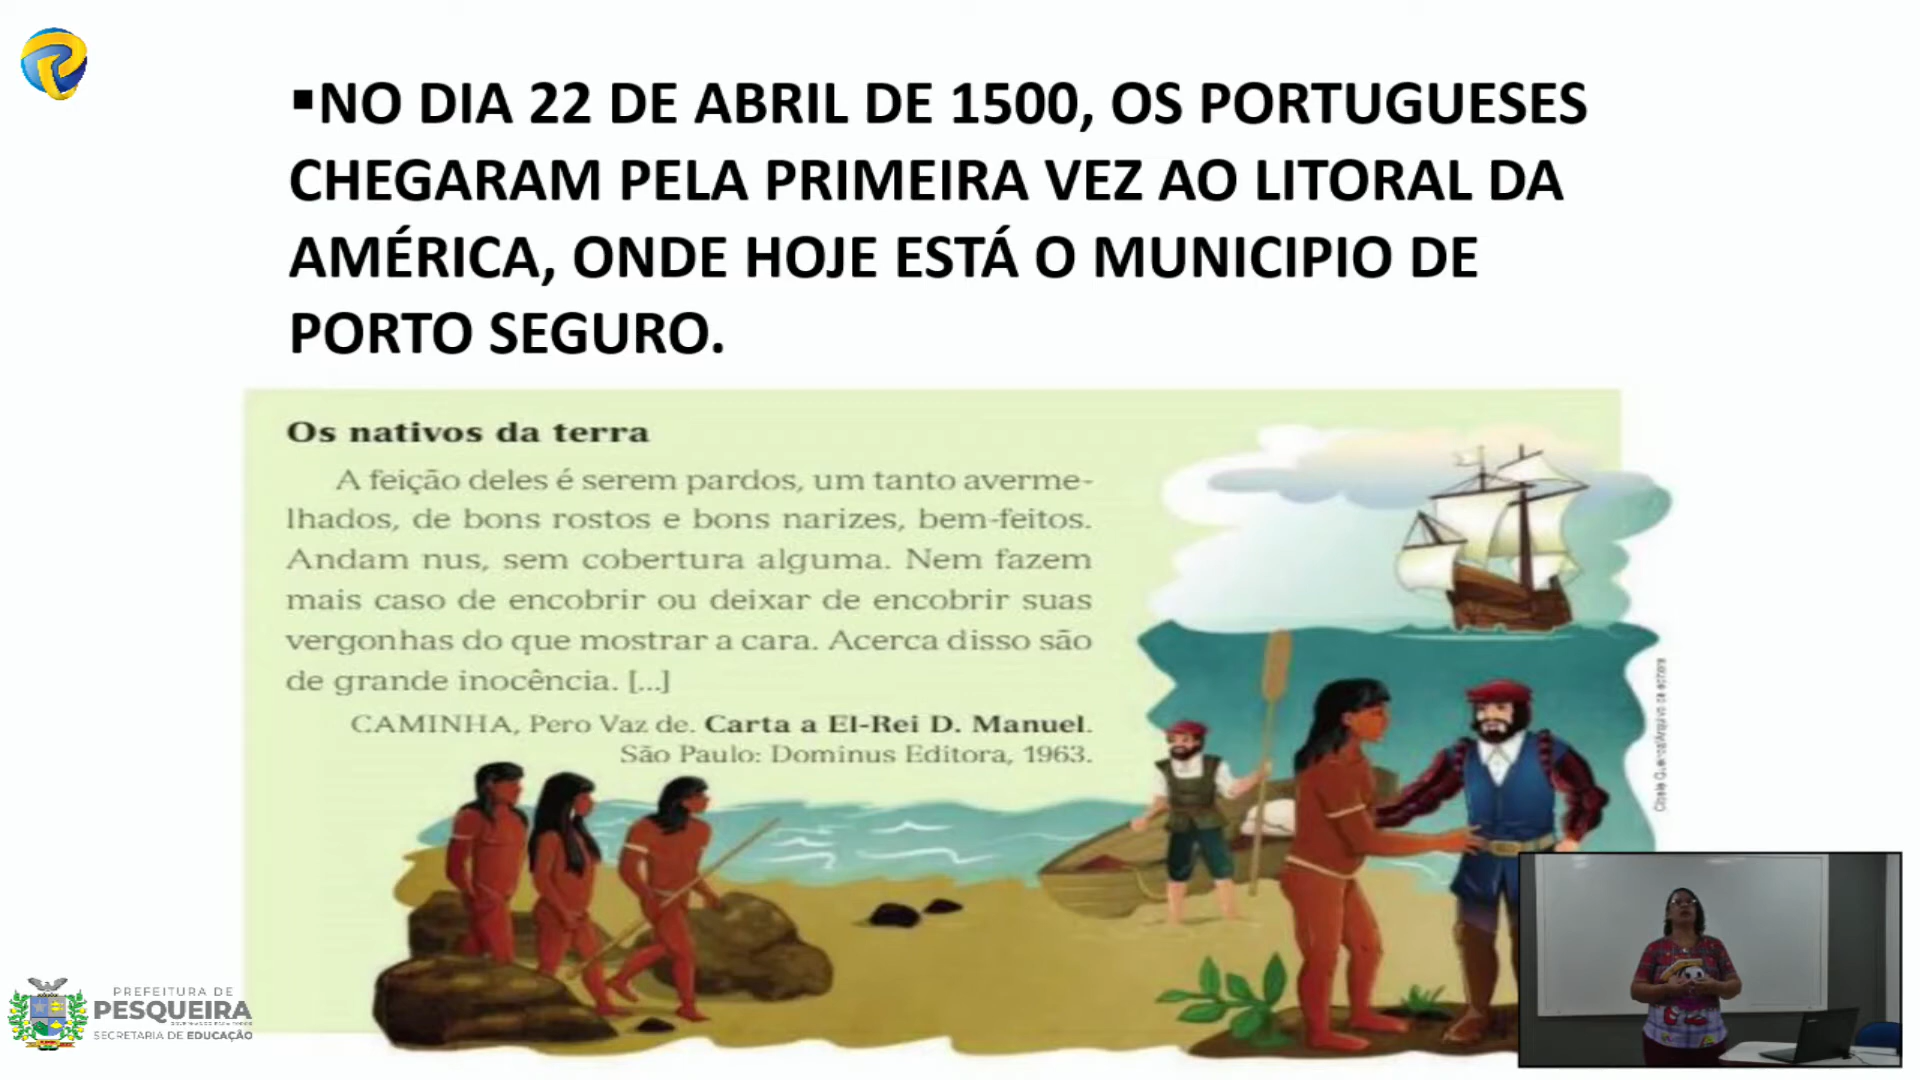 ▪NO DIA 22 DE ABRIL DE 1500, OS PORTUGUESES
CHEGARAM PELA PRIMEIRA VEZ AO LITORAL DA
AMÉRICA, ONDE HOJE ESTÁ O MUNICIPIO DE
PORTO SEGURO.
Os nativos da terra
A feição deles é serem pardos, um tanto averme-
lhados, de bons rostos e bons narizes, bem-feitos.
Andam nus, sem cobertura alguma. Nem fazem
mais caso de encobrir ou deixar de encobrir suas
vergonhas do que mostrar a cara. Acerca disso são
de grande inocência. [...]
CAMINHA, Pero Vaz de. Carta a El-Rei D. Manuel.
São Paulo: Dominus Editora, 1963.
PREFEITURA DE
PESQUEIRA
SECRETARIA DE EDUCAÇÃO